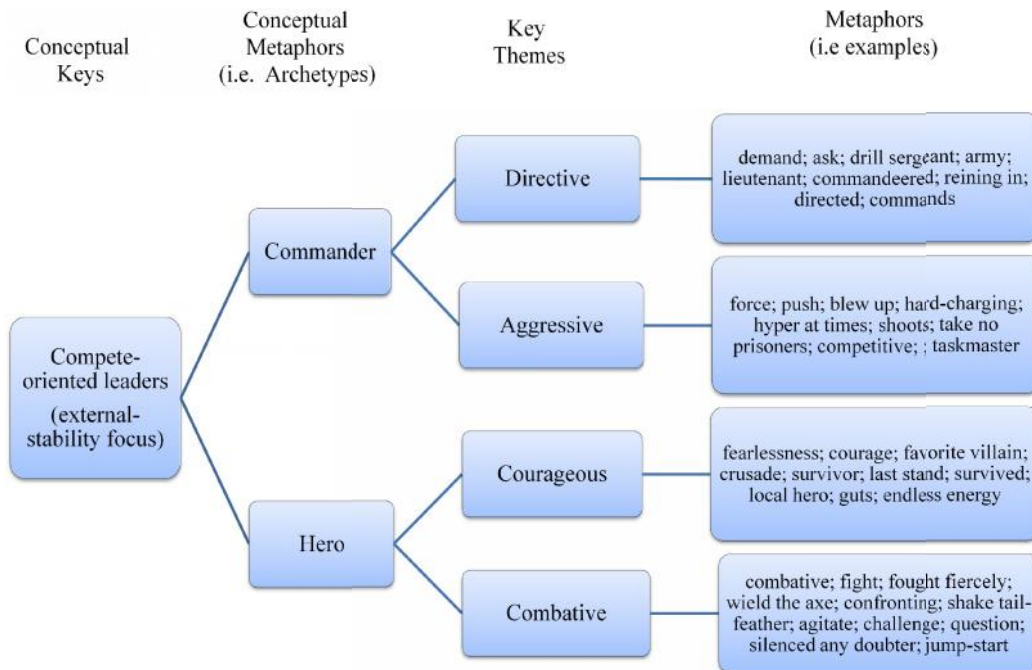 Conceptual
Keys
Conceptual
Metaphors
(i.e. Archetypes)
Key
Themes
Metaphors
(i.e examples)
Compete-
oriented leaders
(external-
stability focus)
Commander
Hero
Directive
Aggressive
Courageous
Combative
demand; ask; drill sergeant; army;
lieutenant; commandeered; reining in;
directed; commands
force; push; blew up; hard-charging;
hyper at times; shoots; take no
prisoners; competitive; ; taskmaster
fearlessness; courage; favorite villain;
crusade; survivor; last stand; survived;
local hero; guts; endless energy
combative; fight; fought fiercely;
wield the axe; confronting; shake tail-
feather; agitate; challenge; question;
silenced any doubter; jump-start